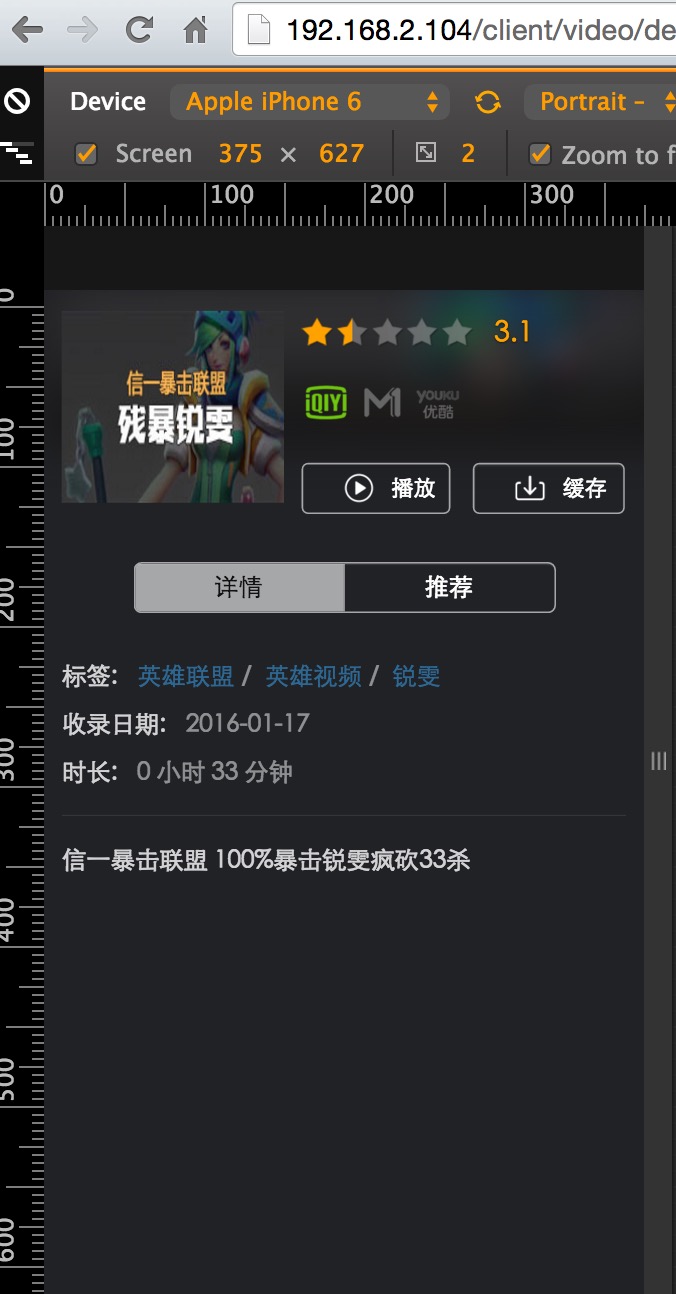 192.168.2.104/client/video/de
Device Apple iPhone 6 Portrait –
Screen 375 × 627 2 Zoom to f
0 100 200 300
0
100
200
300
400
500
600
信一暴击联盟
残暴锐雯
3.1
iQIYI M1 YOUKU
优酷
播放 缓存
详情 推荐
标签: 英雄联盟 / 英雄视频 / 锐雯
收录日期: 2016-01-17
时长: 0 小时 33 分钟
信一暴击联盟 100%暴击锐雯疯砍33杀